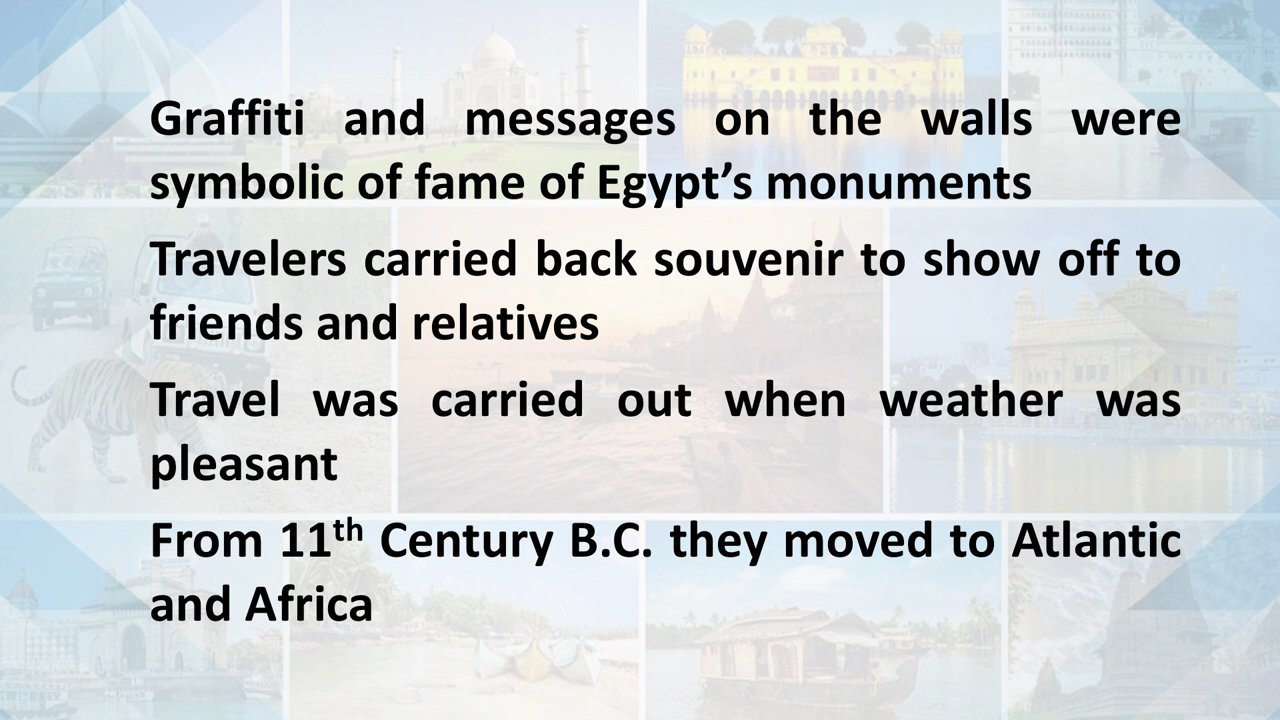 Graffiti and messages on the walls were
symbolic of fame of Egypt’s monuments
Travelers carried back souvenir to show off to
friends and relatives
Travel was carried out when weather was
pleasant
From 11th Century B.C. they moved to Atlantic
and Africa